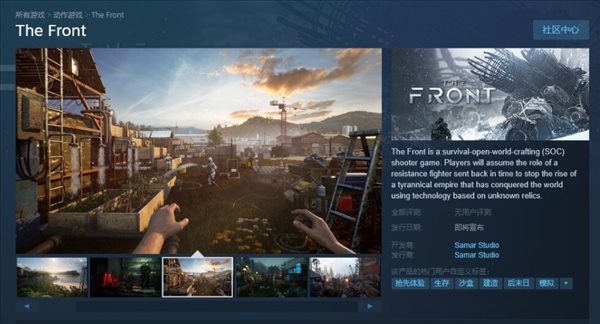 所有游戏 > 动作游戏 > The Front
The Front
社区中心
THE
FRONT
The Front is a survival-open-world-crafting (SOC)
shooter game. Players will assume the role of a
resistance fighter sent back in time to stop the rise of
a tyrannical empire that has conquered the world
using technology based on unknown relics.
全部评测: 无用户评测
发行日期: 即将宣布
开发商: Samar Studio
发行商: Samar Studio
该产品的热门用户自定义标签:
抢先体验 生存 沙盒 建造 后末日 模拟 +